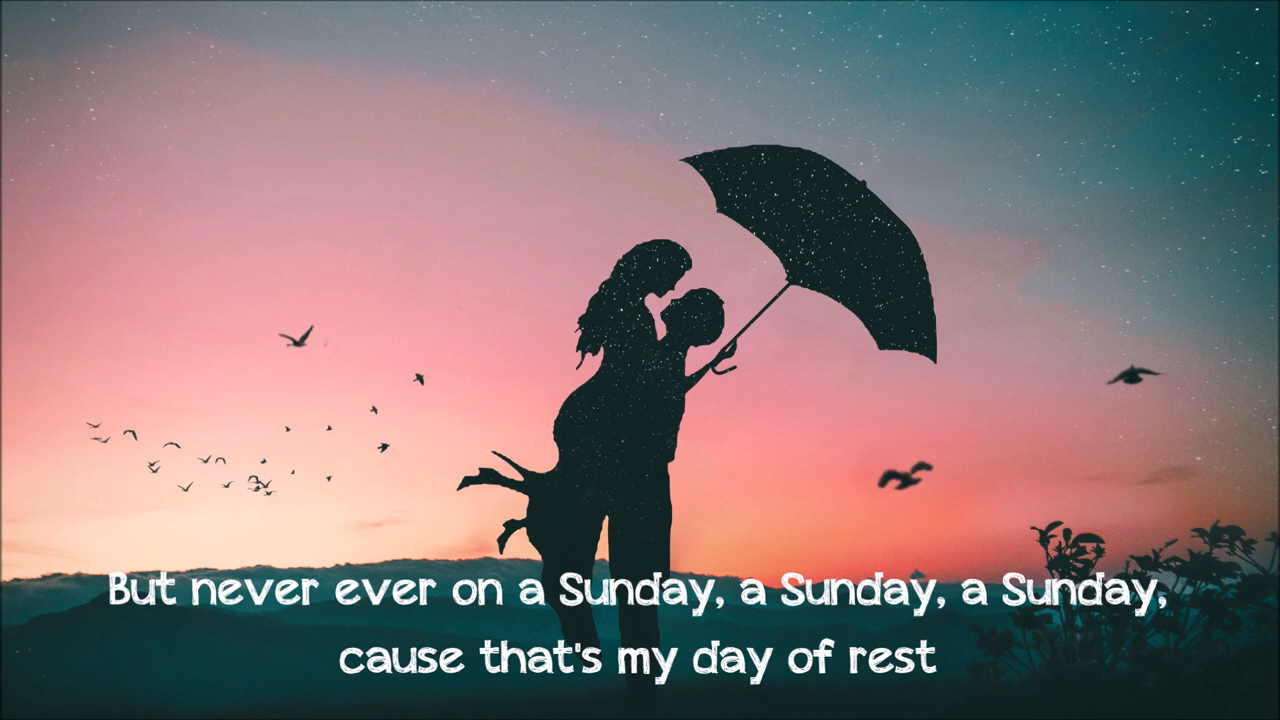 But never ever on a Sunday, a Sunday, a Sunday,
cause that's my day of rest